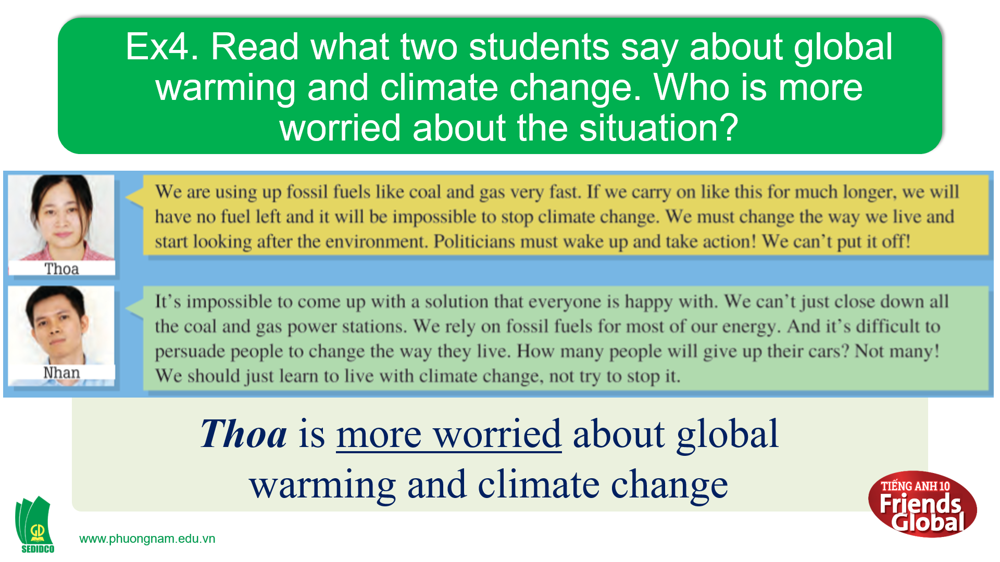 Ex4. Read what two students say about global
warming and climate change. Who is more
worried about the situation?
We are using up fossil fuels like coal and gas very fast. If we carry on like this for much longer, we will
have no fuel left and it will be impossible to stop climate change. We must change the way we live and
start looking after the environment. Politicians must wake up and take action! We can’t put it off!
Thoa
It’s impossible to come up with a solution that everyone is happy with. We can’t just close down all
the coal and gas power stations. We rely on fossil fuels for most of our energy. And it’s difficult to
persuade people to change the way they live. How many people will give up their cars? Not many!
We should just learn to live with climate change, not try to stop it.
Nhan
Thoa is more worried about global
warming and climate change
GD
SEDIDCO
www.phuongnam.edu.vn
TIẾNG ANH 10
Friends
Global